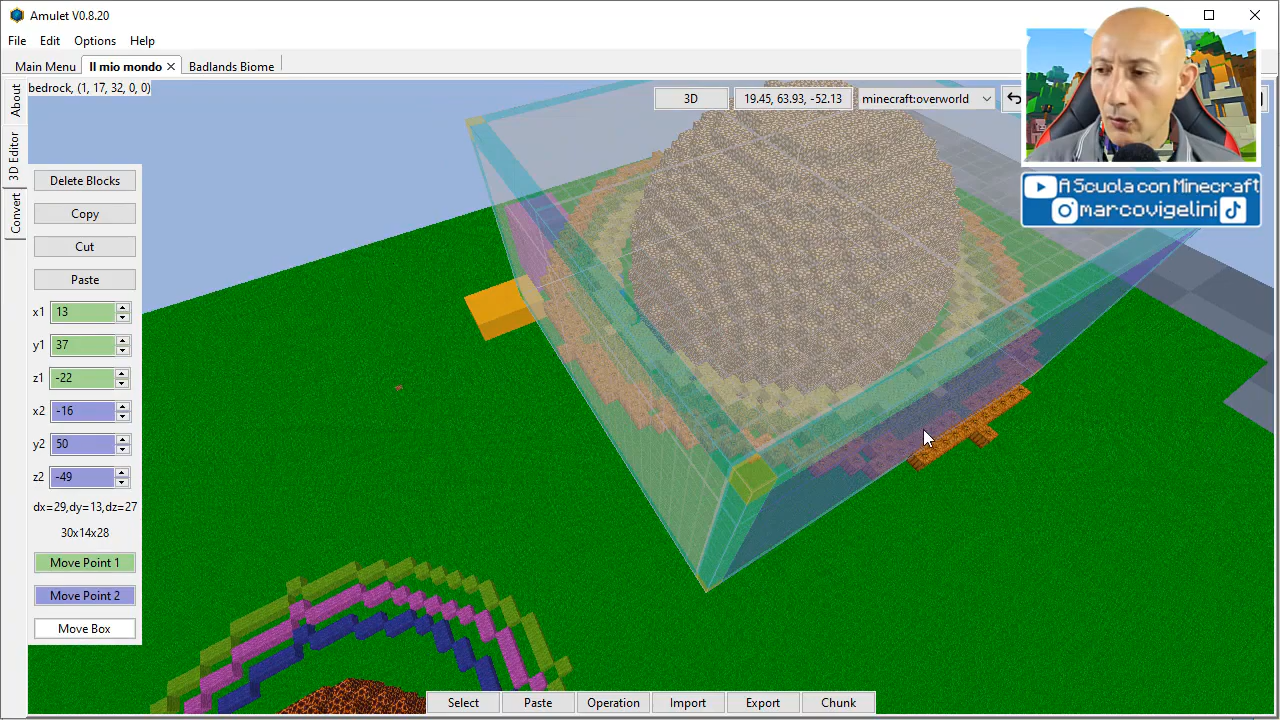 Amulet V0.8.20
File Edit Options Help
Main Menu Il mio mondo Badlands Biome
bedrock, (1, 17, 32, 0, 0)
3D 19.45, 63.93, -52.13 minecraft:overworld
About
3D Editor
Convert
A Scuola con Minecraft
marcovigelini
Delete Blocks
Copy
Cut
Paste
x1 13
y1 37
z1 -22
x2 -16
y2 50
z2 -49
dx=29,dy=13,dz=27
30x14x28
Move Point 1
Move Point 2
Move Box
Select Paste Operation Import Export Chunk